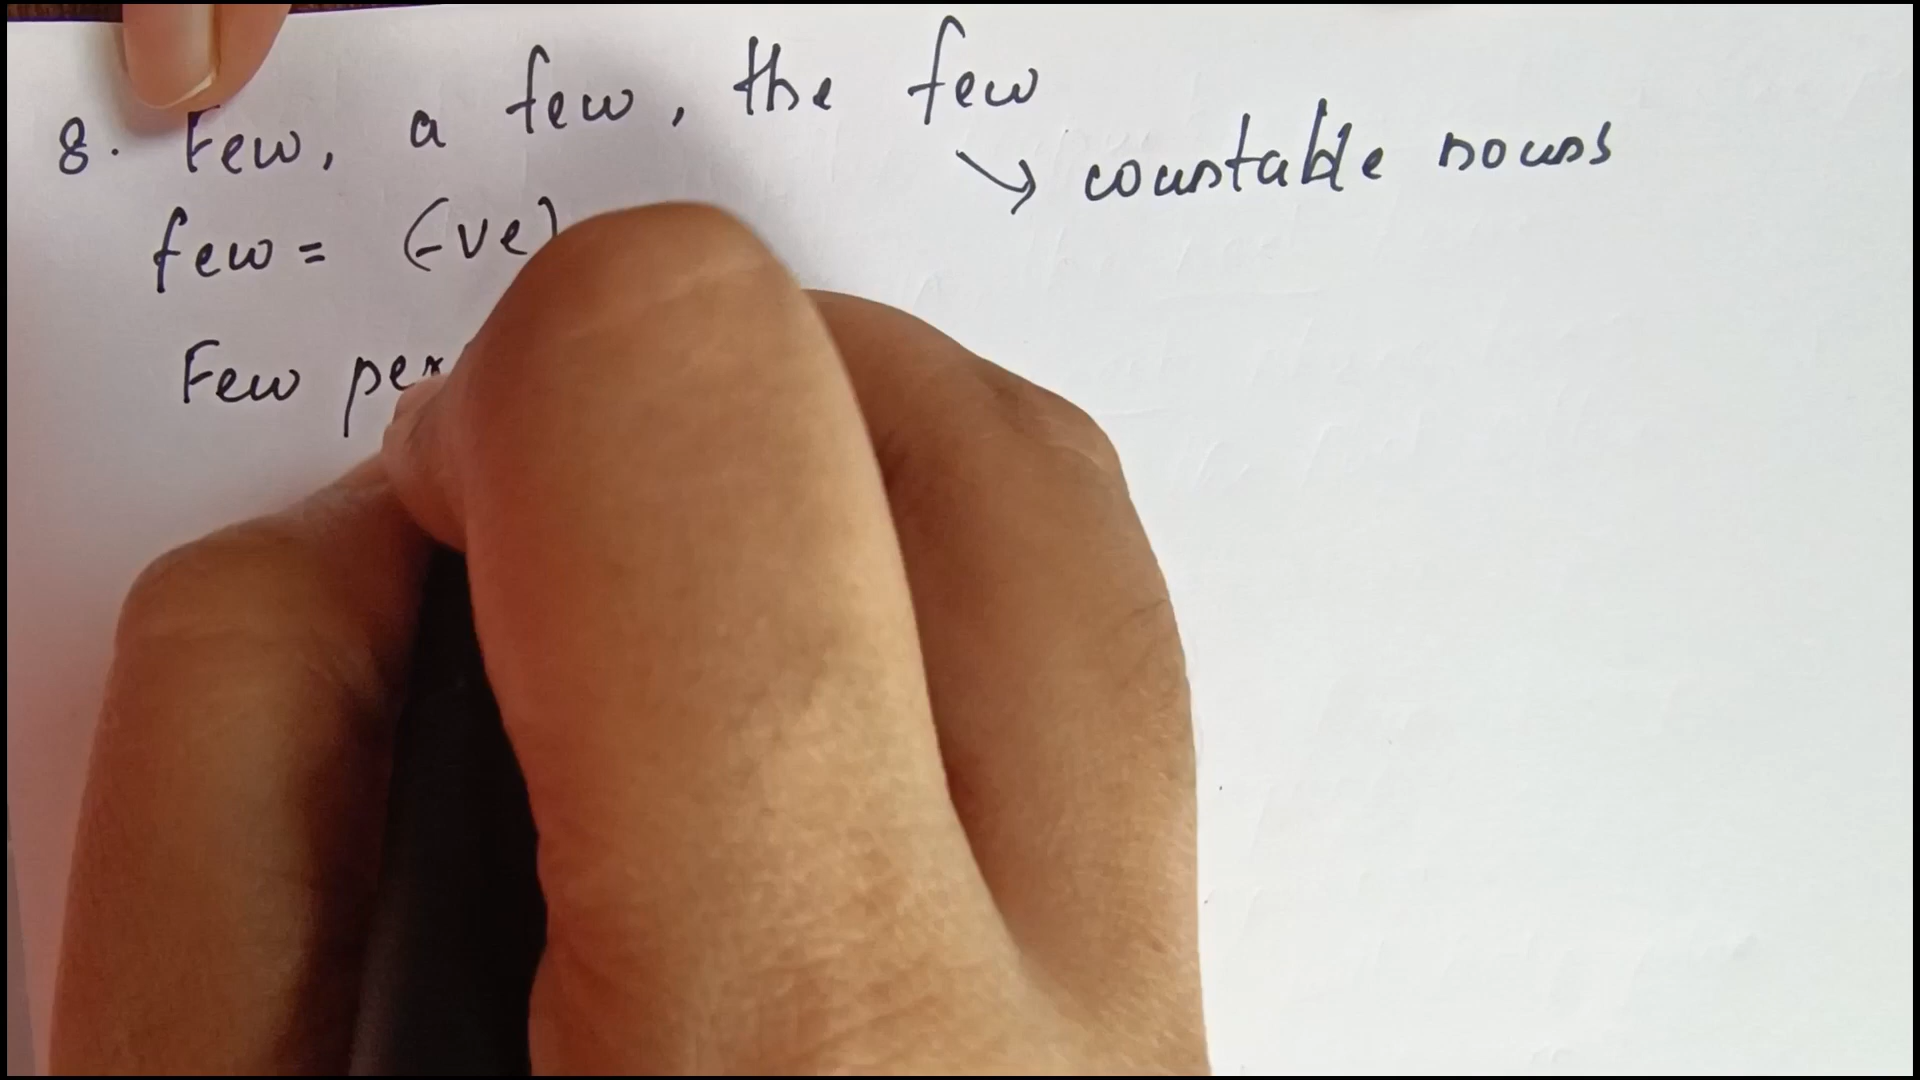 8. Few, a few, the few
↘ countable nouns
few = (-ve)
Few